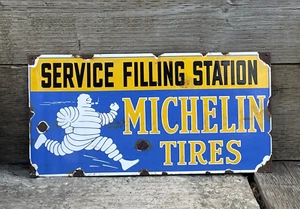 SERVICE FILLING STATION
MICHELIN
TIRES